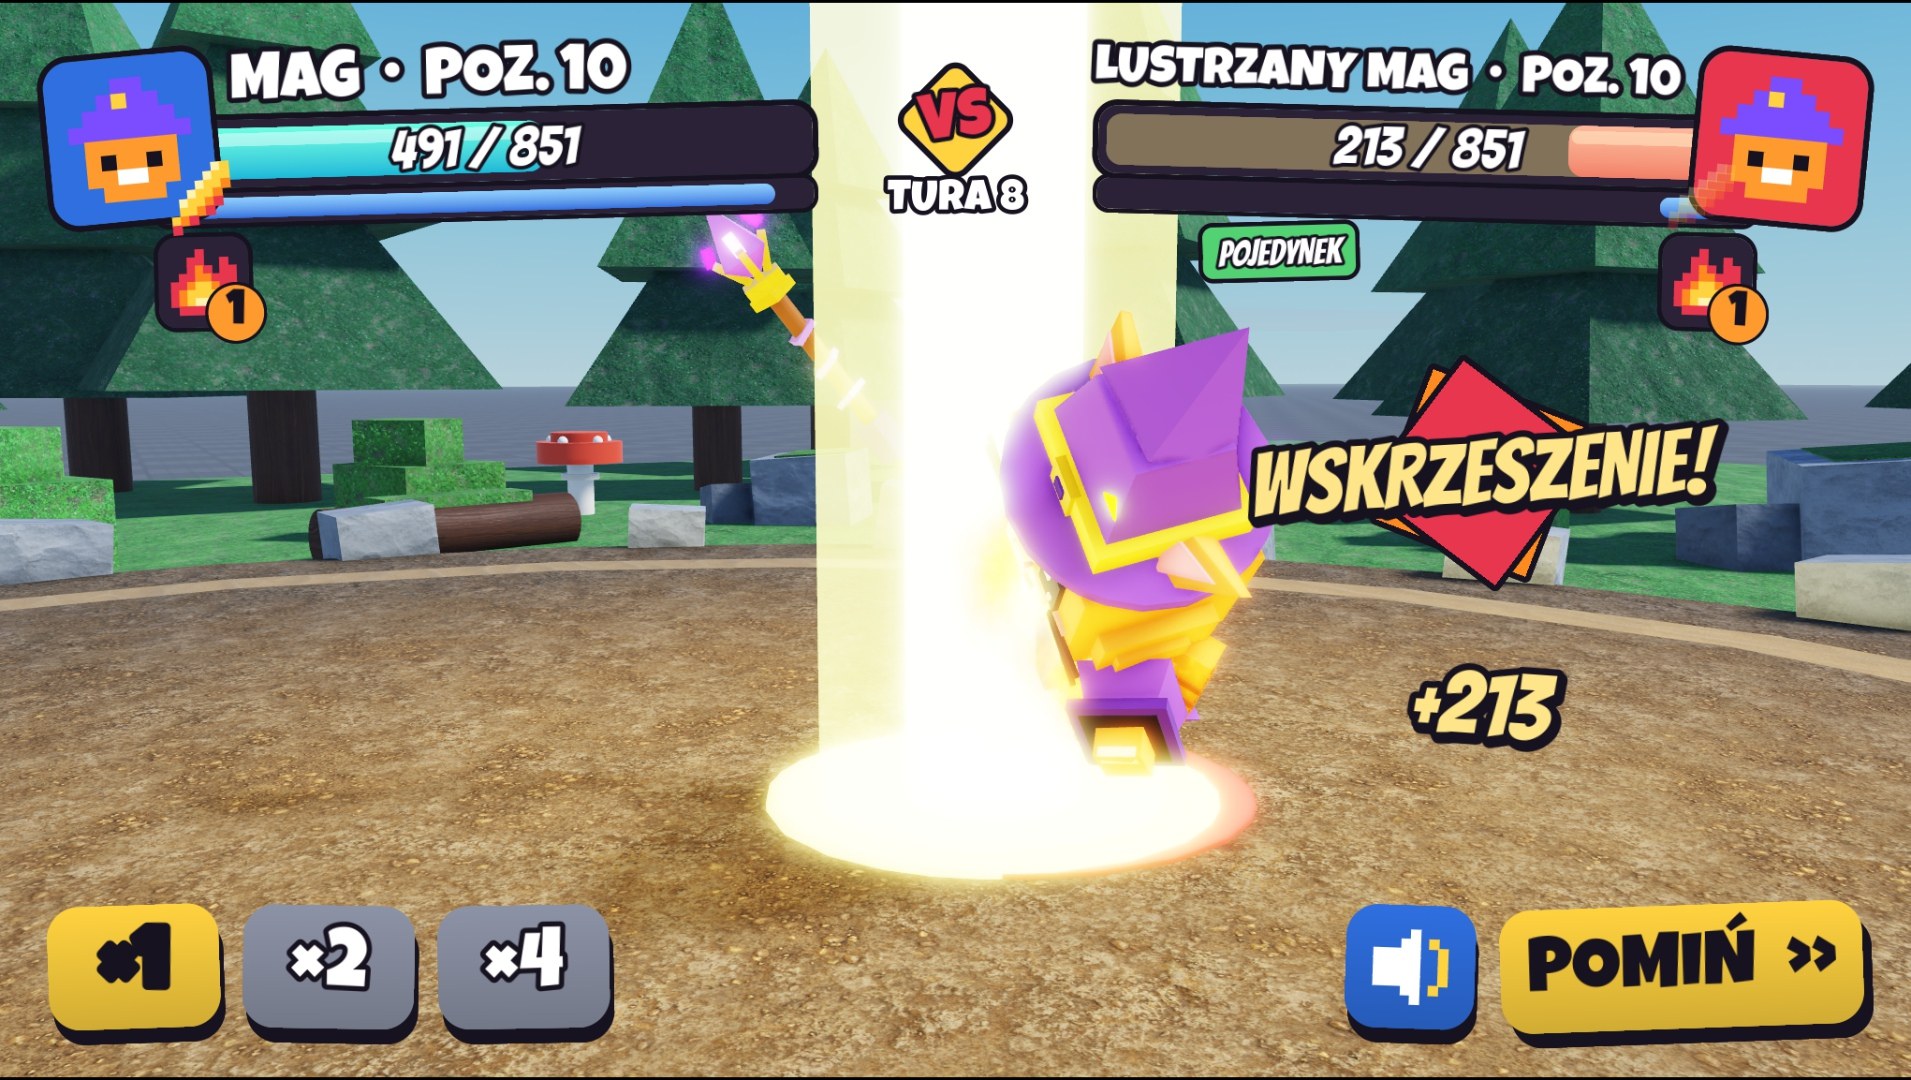 MAG • POZ. 10
491 / 851
VS
TURA 8
LUSTRZANY MAG • POZ. 10
213 / 851
POJEDYNEK
1
1
WSKRZESZENIE!
+213
×1
×2
×4
POMIŃ >>